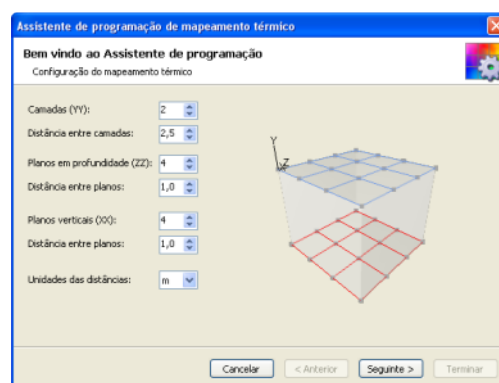 Assistente de programação de mapeamento térmico
Bem vindo ao Assistente de programação
Configuração do mapeamento térmico
Camadas (YY): 2
Distância entre camadas: 2,5
Planos em profundidade (ZZ): 4
Distância entre planos: 1,0
Planos verticais (XX): 4
Distância entre planos: 1,0
Unidades das distâncias: m
Y
Z
Cancelar < Anterior Seguinte > Terminar